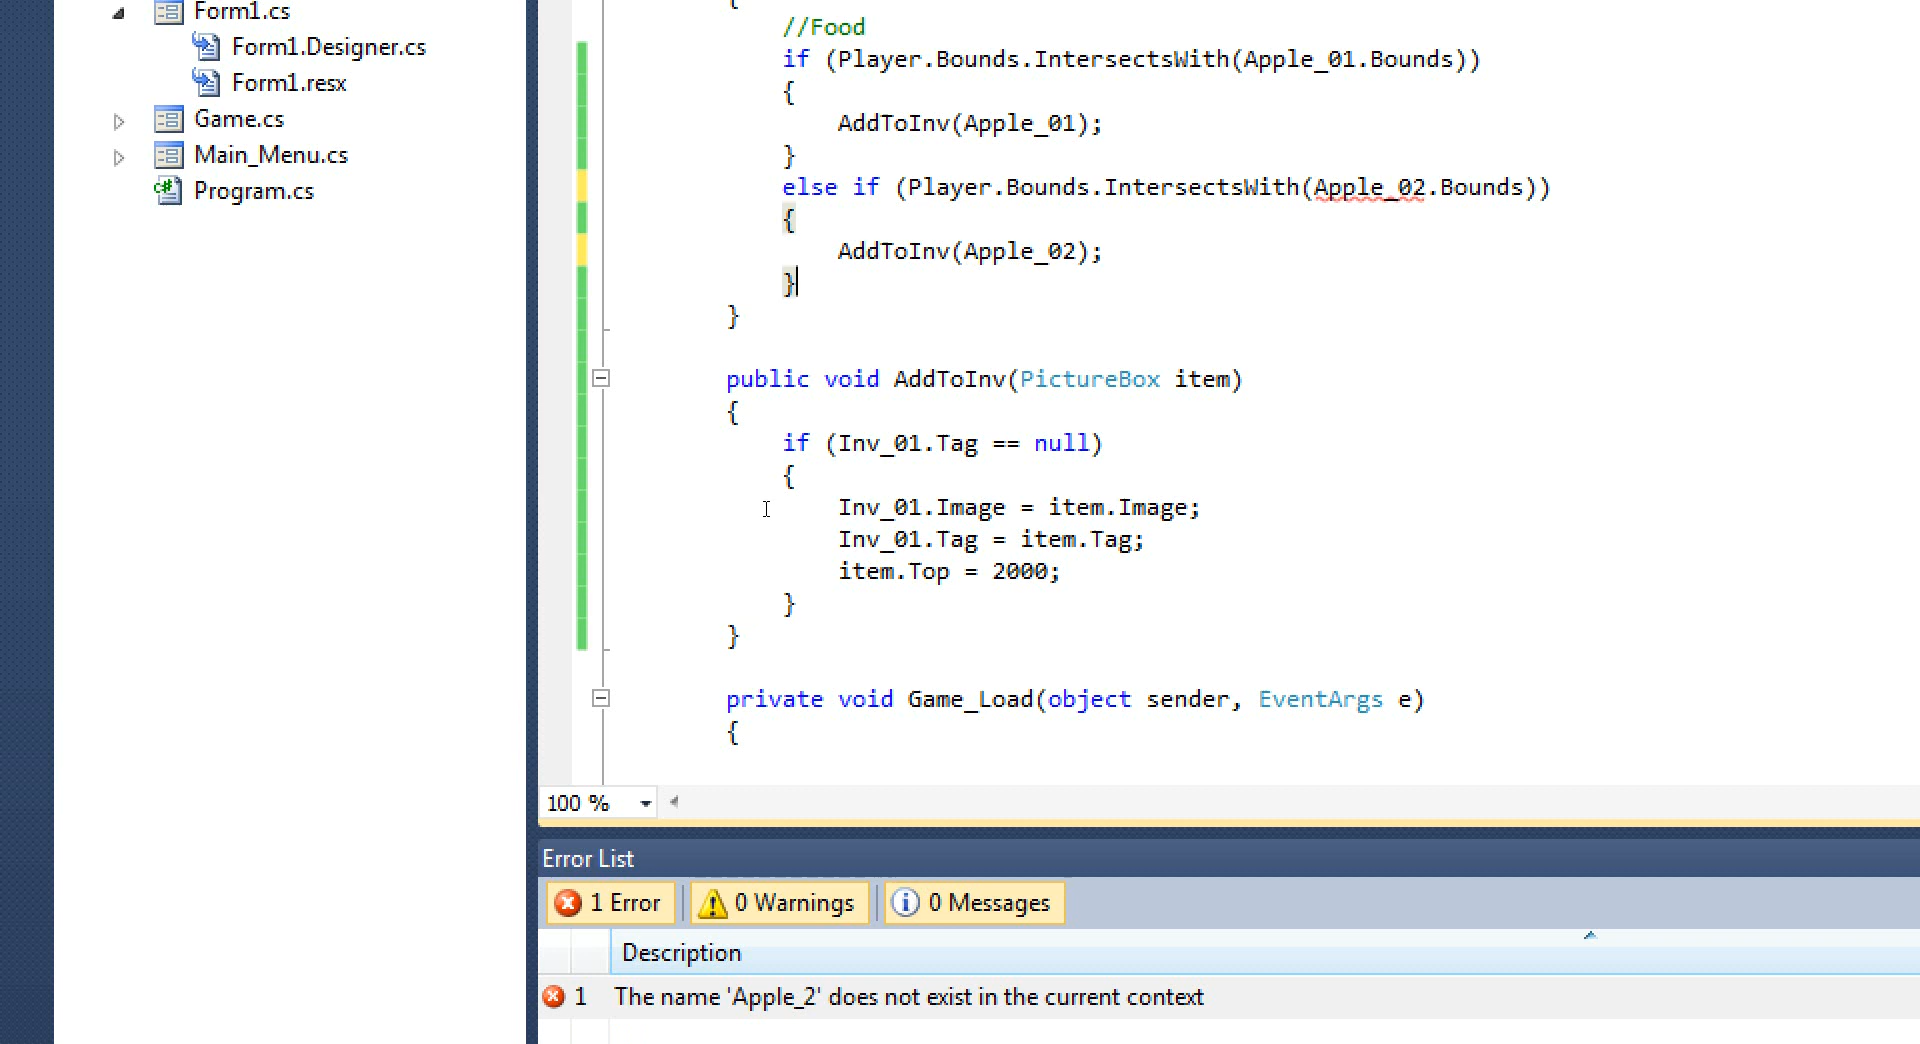 Form1.cs
Form1.Designer.cs
Form1.resx
Game.cs
Main_Menu.cs
Program.cs
{
//Food
if (Player.Bounds.IntersectsWith(Apple_01.Bounds))
{
AddToInv(Apple_01);
}
else if (Player.Bounds.IntersectsWith(Apple_02.Bounds))
{
AddToInv(Apple_02);
}
}
public void AddToInv(PictureBox item)
{
if (Inv_01.Tag == null)
{
Inv_01.Image = item.Image;
Inv_01.Tag = item.Tag;
item.Top = 2000;
}
}
private void Game_Load(object sender, EventArgs e)
{
100 %
Error List
1 Error
0 Warnings
0 Messages
Description
1 The name 'Apple_2' does not exist in the current context